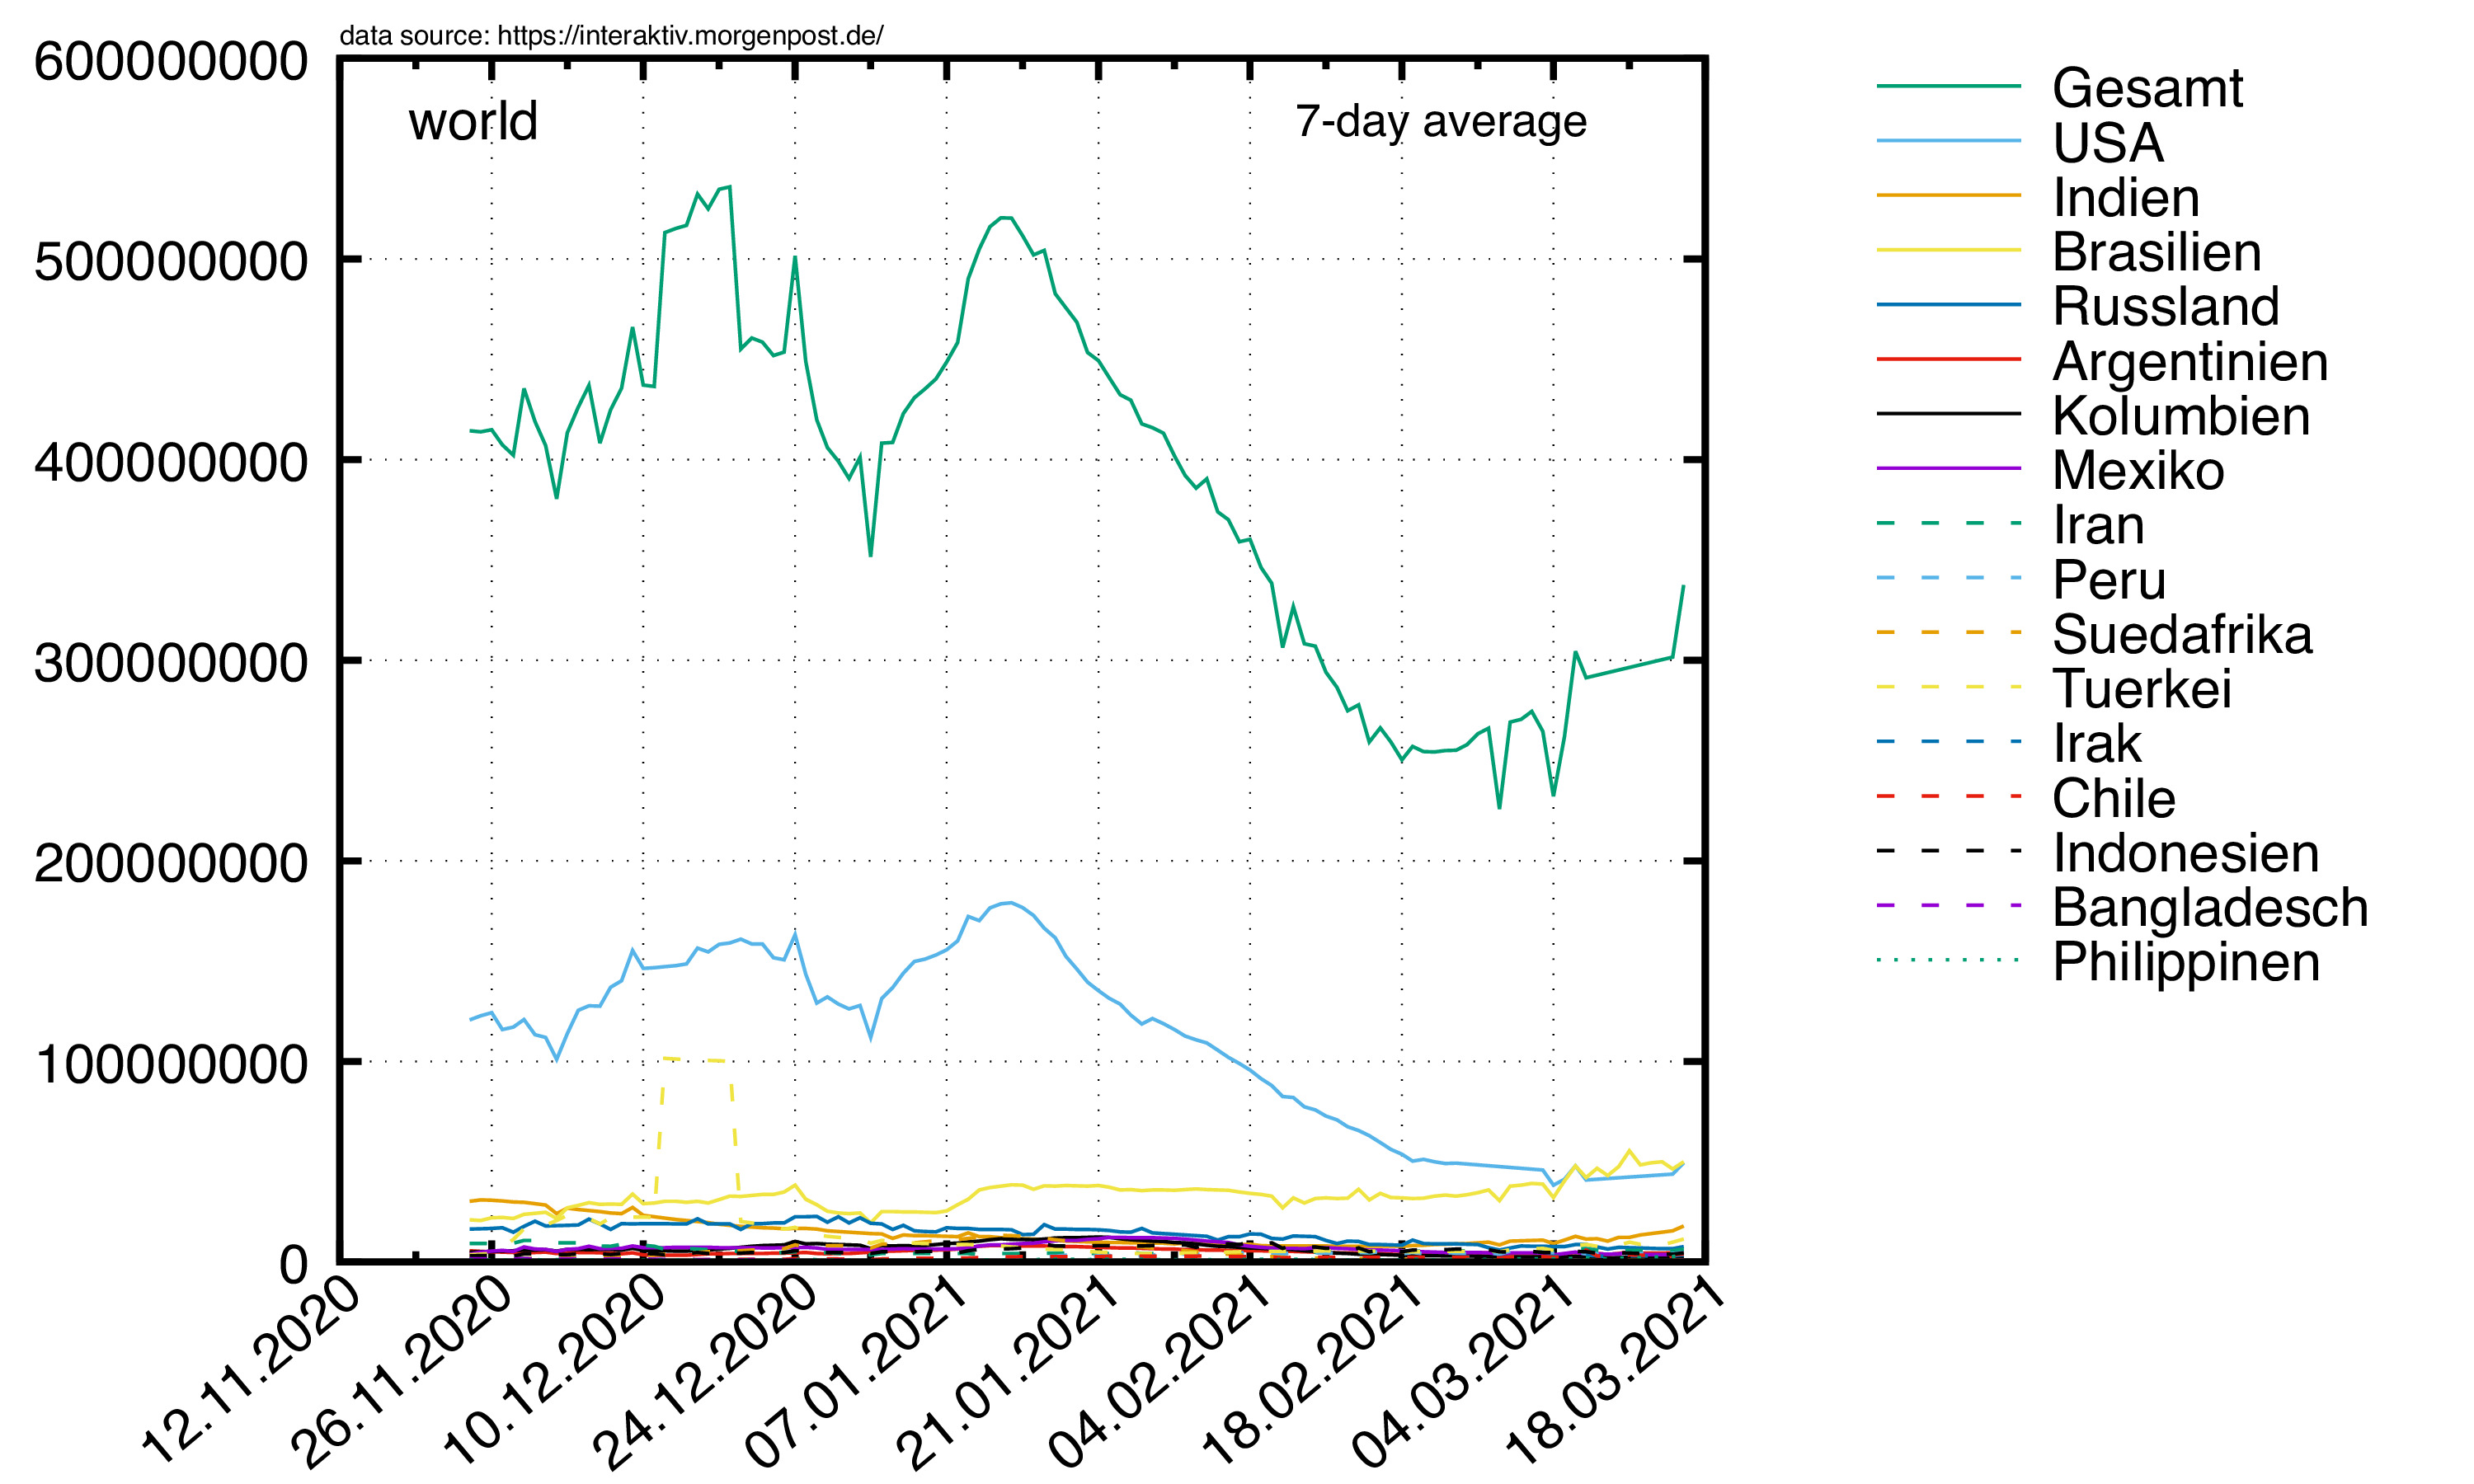 data source: https://interaktiv.morgenpost.de/
world
7-day average
600000000
500000000
400000000
300000000
200000000
100000000
0
12.11.2020
26.11.2020
10.12.2020
24.12.2020
07.01.2021
21.01.2021
04.02.2021
18.02.2021
04.03.2021
18.03.2021
Gesamt
USA
Indien
Brasilien
Russland
Argentinien
Kolumbien
Mexiko
Iran
Peru
Suedafrika
Tuerkei
Irak
Chile
Indonesien
Bangladesch
Philippinen